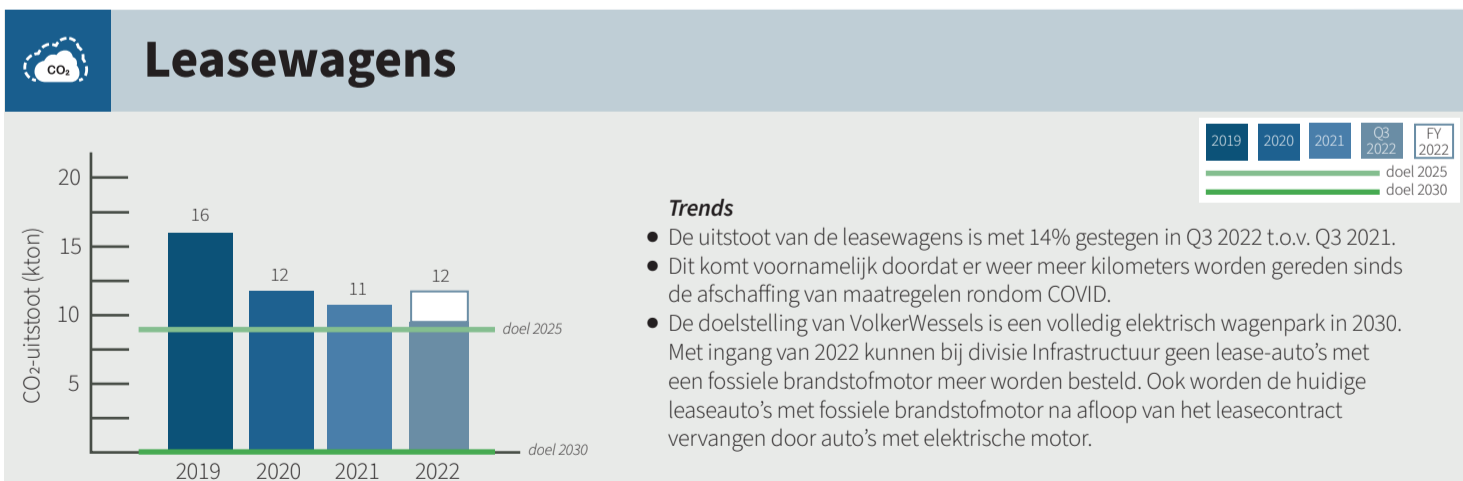 CO₂
Leasewagens
2019
2020
2021
Q3
2022
FY
2022
doel 2025
doel 2030
CO₂-uitstoot (kton)
20
15
10
5
16
12
11
12
doel 2025
doel 2030
2019
2020
2021
2022
Trends
● De uitstoot van de leasewagens is met 14% gestegen in Q3 2022 t.o.v. Q3 2021.
● Dit komt voornamelijk doordat er weer meer kilometers worden gereden sinds
de afschaffing van maatregelen rondom COVID.
● De doelstelling van VolkerWessels is een volledig elektrisch wagenpark in 2030.
Met ingang van 2022 kunnen bij divisie Infrastructuur geen lease-auto’s met
een fossiele brandstofmotor meer worden besteld. Ook worden de huidige
leaseauto’s met fossiele brandstofmotor na afloop van het leasecontract
vervangen door auto’s met elektrische motor.